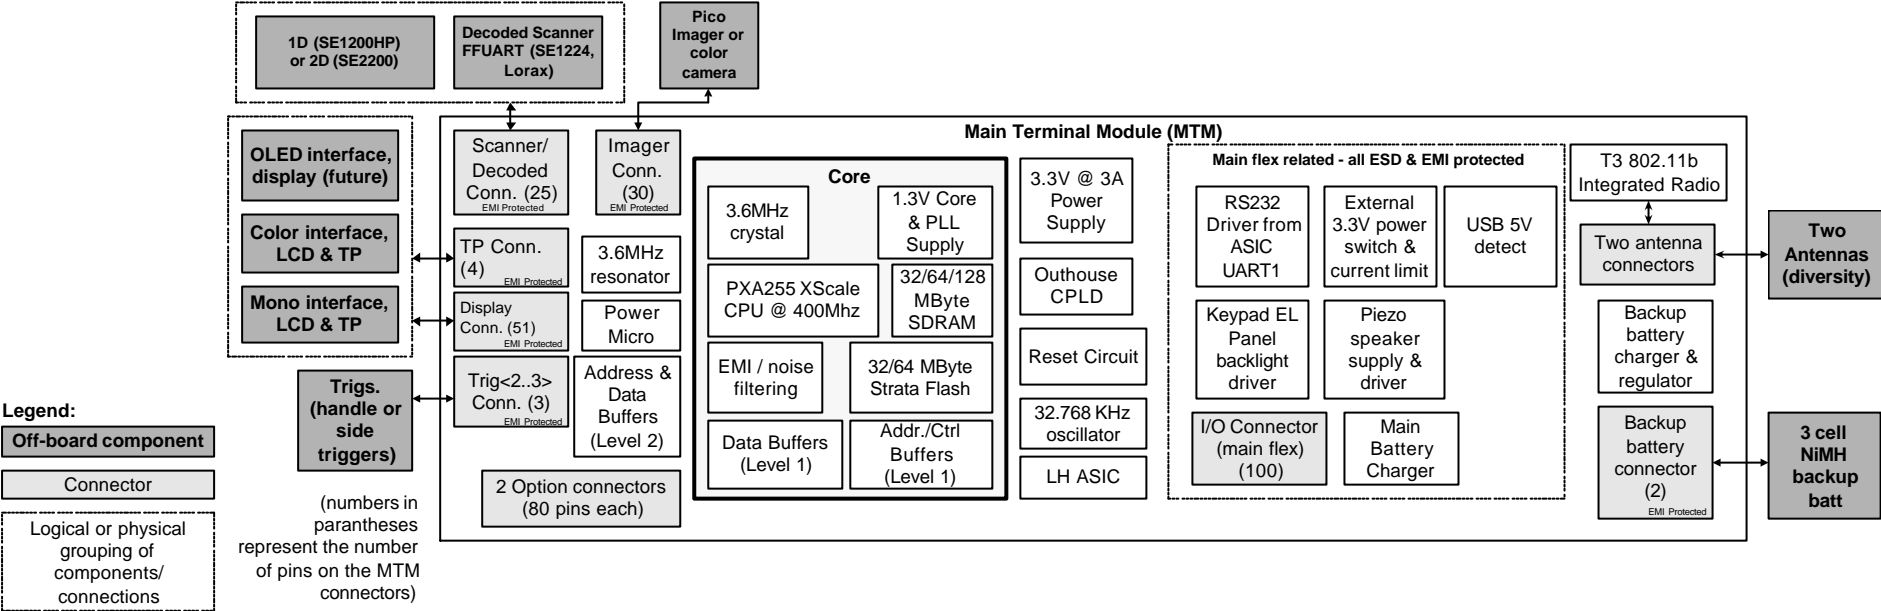 1D (SE1200HP)
or 2D (SE2200)
Decoded Scanner
FFUART (SE1224,
Lorax)
Pico
Imager or
color
camera
OLED interface,
display (future)
Color interface,
LCD & TP
Mono interface,
LCD & TP
Trigs.
(handle or
side
triggers)
Legend:
Off-board component
Connector
Logical or physical
grouping of
components/
connections
(numbers in
parantheses
represent the number
of pins on the MTM
connectors)
Main Terminal Module (MTM)
Scanner/
Decoded
Conn. (25)
EMI Protected
Imager
Conn.
(30)
EMI Protected
TP Conn.
(4)
EMI Protected
Display
Conn. (51)
EMI Protected
Trig<2..3>
Conn. (3)
EMI Protected
3.6MHz
resonator
Power
Micro
Address &
Data
Buffers
(Level 2)
2 Option connectors
(80 pins each)
Core
3.6MHz
crystal
1.3V Core
& PLL
Supply
PXA255 XScale
CPU @ 400Mhz
32/64/128
MByte
SDRAM
EMI / noise
filtering
32/64 MByte
Strata Flash
Data Buffers
(Level 1)
Addr./Ctrl
Buffers
(Level 1)
3.3V @ 3A
Power
Supply
Outhouse
CPLD
Reset Circuit
32.768 KHz
oscillator
LH ASIC
Main flex related - all ESD & EMI protected
RS232
Driver from
ASIC
UART1
External
3.3V power
switch &
current limit
USB 5V
detect
Keypad EL
Panel
backlight
driver
Piezo
speaker
supply &
driver
I/O Connector
(main flex)
(100)
Main
Battery
Charger
T3 802.11b
Integrated Radio
Two antenna
connectors
Backup
battery
charger &
regulator
Backup
battery
connector
(2)
EMI Protected
Two
Antennas
(diversity)
3 cell
NiMH
backup
batt